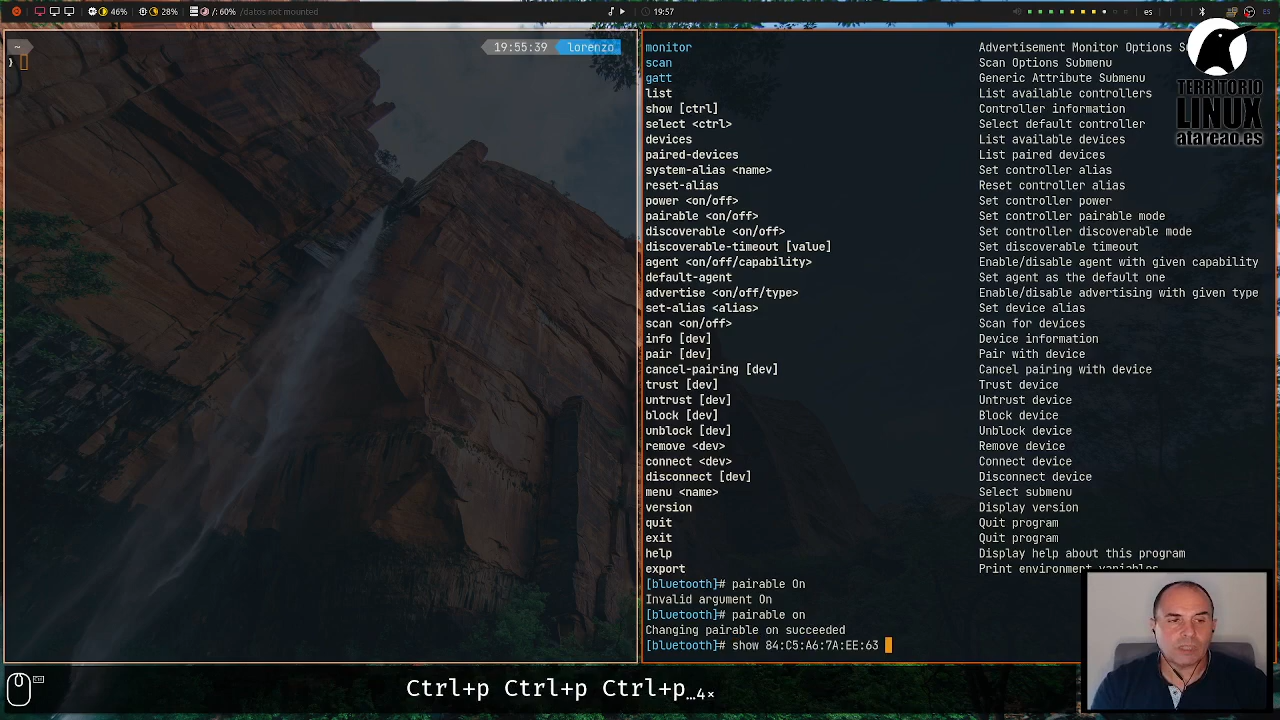 46%
28%
/: 60%
/datos not mounted
19:57
es
ES
~
19:55:39
lorenzo
TERRITORIO
LINUX
atareao.es
monitor Advertisement Monitor Options
scan Scan Options Submenu
gatt Generic Attribute Submenu
list List available controllers
show [ctrl] Controller information
select <ctrl> Select default controller
devices List available devices
paired-devices List paired devices
system-alias <name> Set controller alias
reset-alias Reset controller alias
power <on/off> Set controller power
pairable <on/off> Set controller pairable mode
discoverable <on/off> Set controller discoverable mode
discoverable-timeout [value] Set discoverable timeout
agent <on/off/capability> Enable/disable agent with given capability
default-agent Set agent as the default one
advertise <on/off/type> Enable/disable advertising with given type
set-alias <alias> Set device alias
scan <on/off> Scan for devices
info [dev] Device information
pair [dev] Pair with device
cancel-pairing [dev] Cancel pairing with device
trust [dev] Trust device
untrust [dev] Untrust device
block [dev] Block device
unblock [dev] Unblock device
remove <dev> Remove device
connect <dev> Connect device
disconnect [dev] Disconnect device
menu <name> Select submenu
version Display version
quit Quit program
exit Quit program
help Display help about this program
export Print environment variables
[bluetooth]# pairable On
Invalid argument On
[bluetooth]# pairable on
Changing pairable on succeeded
[bluetooth]# show 84:C5:A6:7A:EE:63
Ctrl+p Ctrl+p Ctrl+p…4×